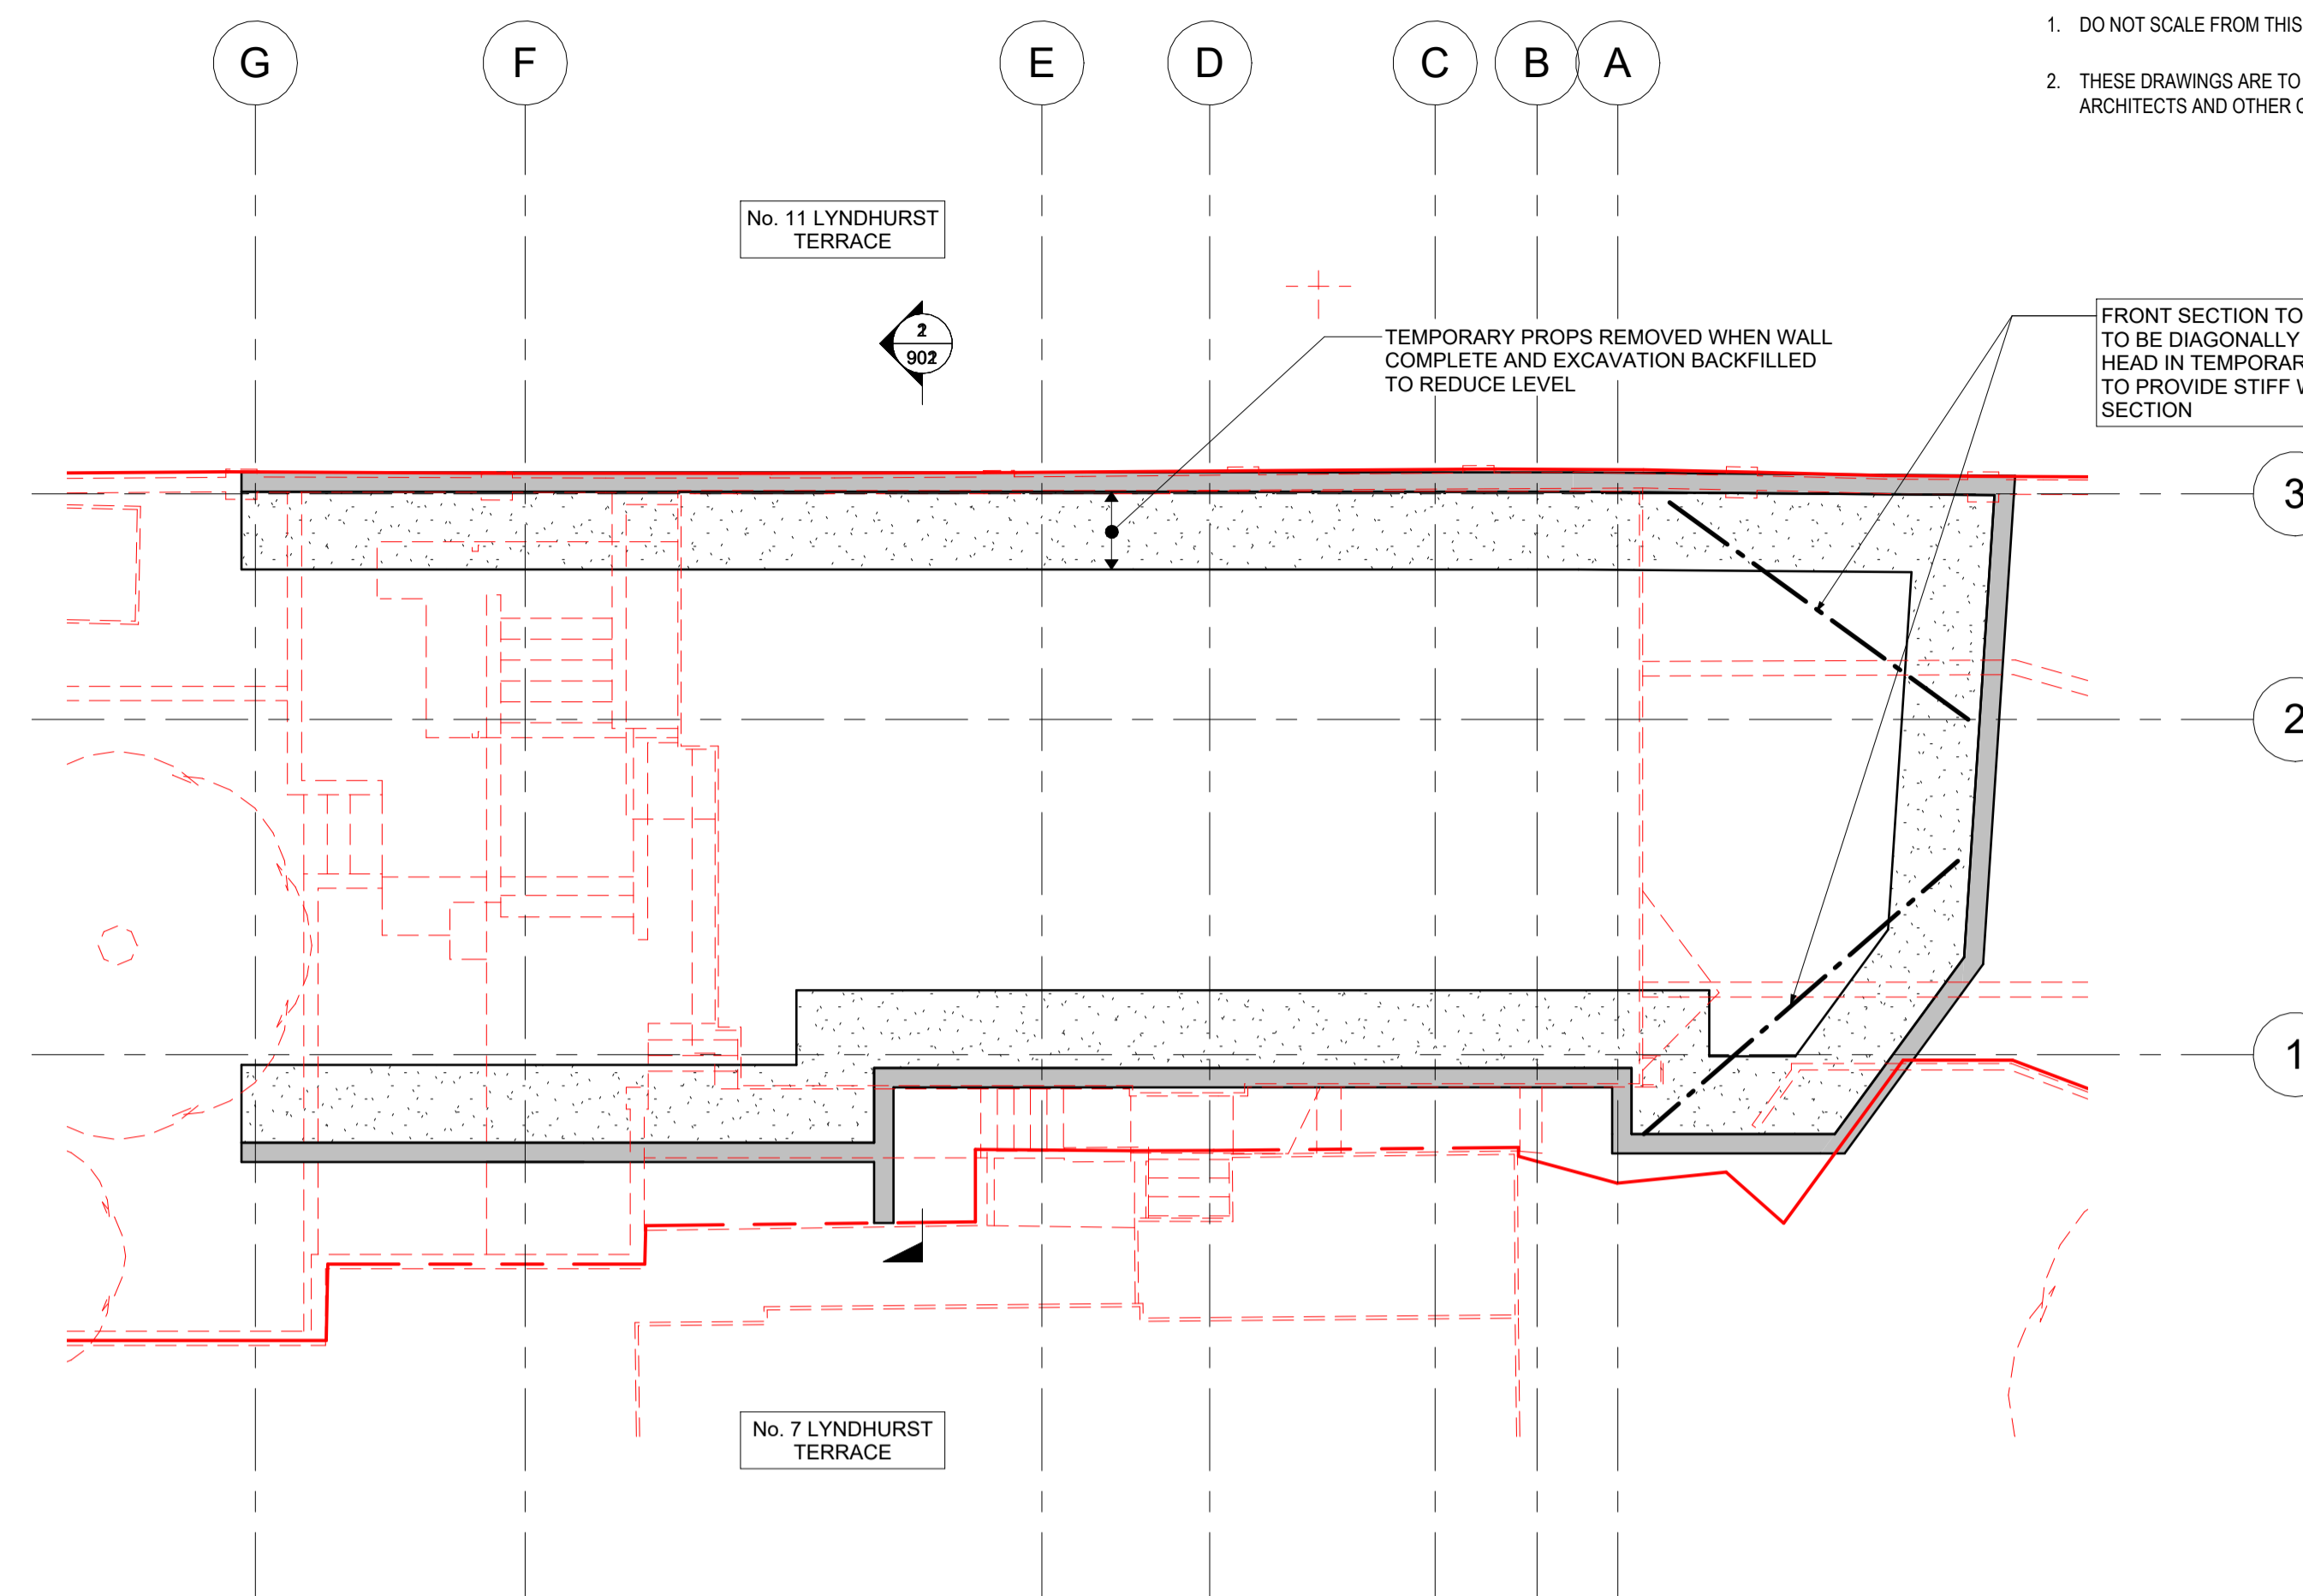 G F E D C B A
1. DO NOT SCALE FROM THIS
2. THESE DRAWINGS ARE TO
ARCHITECTS AND OTHER
No. 11 LYNDHURST
TERRACE
TEMPORARY PROPS REMOVED WHEN WALL
COMPLETE AND EXCAVATION BACKFILLED
TO REDUCE LEVEL
FRONT SECTION TO
TO BE DIAGONALLY
HEAD IN TEMPORAR
TO PROVIDE STIFF
SECTION
3
2
1
No. 7 LYNDHURST
TERRACE